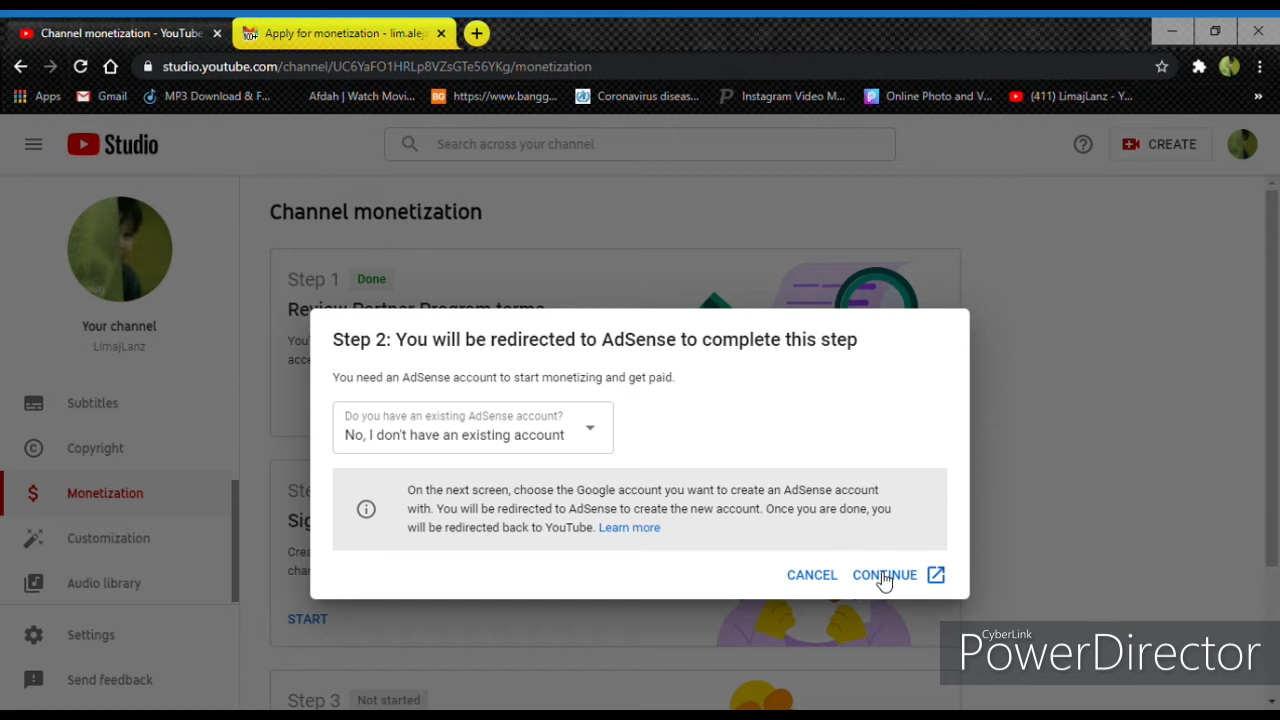 Channel monetization - YouTube
Apply for monetization - lim.alej
100+
studio.youtube.com/channel/UC6YaFO1HRLp8VZsGTe56YKg/monetization
Apps
Gmail
MP3 Download & F...
Afdah | Watch Movi...
BG
https://www.bangg...
Coronavirus diseas...
Instagram Video M...
Online Photo and V...
(411) LimajLanz - Y...
Studio
Search across your channel
CREATE
Channel monetization
Your channel
LimajLanz
Subtitles
Copyright
Monetization
Customization
Audio library
Settings
Send feedback
Step 1 Done
Review Partner Program terms
Step 2: You will be redirected to AdSense to complete this step
You need an AdSense account to start monetizing and get paid.
Do you have an existing AdSense account?
No, I don't have an existing account
On the next screen, choose the Google account you want to create an AdSense account
with. You will be redirected to AdSense to create the new account. Once you are done, you
will be redirected back to YouTube. Learn more
CANCEL CONTINUE
START
Step 3 Not started
CyberLink
PowerDirector